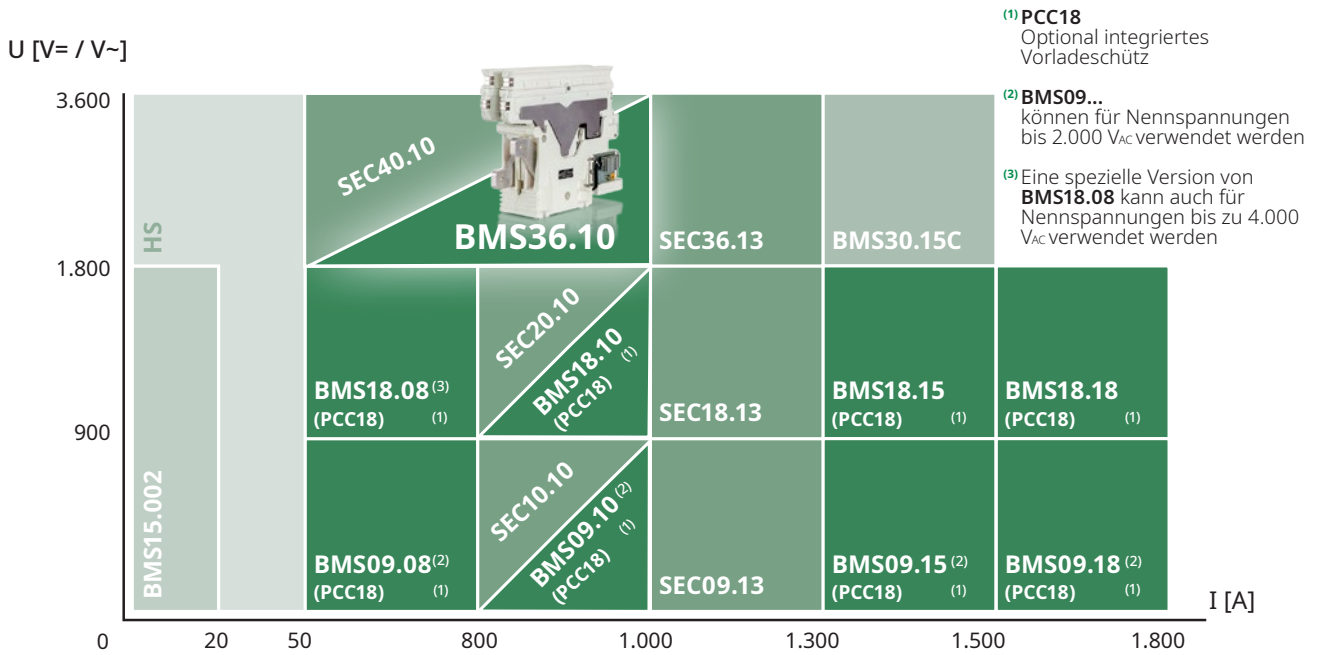 U [V= / V~]
(1) PCC18
Optional integriertes
Vorladeschütz
(2) BMS09...
können für Nennspannungen
bis 2.000 VAC verwendet werden
(3) Eine spezielle Version von
BMS18.08 kann auch für
Nennspannungen bis zu 4.000
VAC verwendet werden
3.600
1.800
900
0
HS
BMS15.002
SEC40.10
BMS36.10
SEC36.13
BMS30.15C
BMS18.08 (3)
(PCC18) (1)
SEC20.10
BMS18.10
(PCC18) (1)
SEC18.13
BMS18.15
(PCC18) (1)
BMS18.18
(PCC18) (1)
BMS09.08 (2)
(PCC18) (1)
SEC10.10
BMS09.10 (2)
(PCC18) (1)
SEC09.13
BMS09.15 (2)
(PCC18) (1)
BMS09.18 (2)
(PCC18) (1)
I [A]
20 50 800 1.000 1.300 1.500 1.800